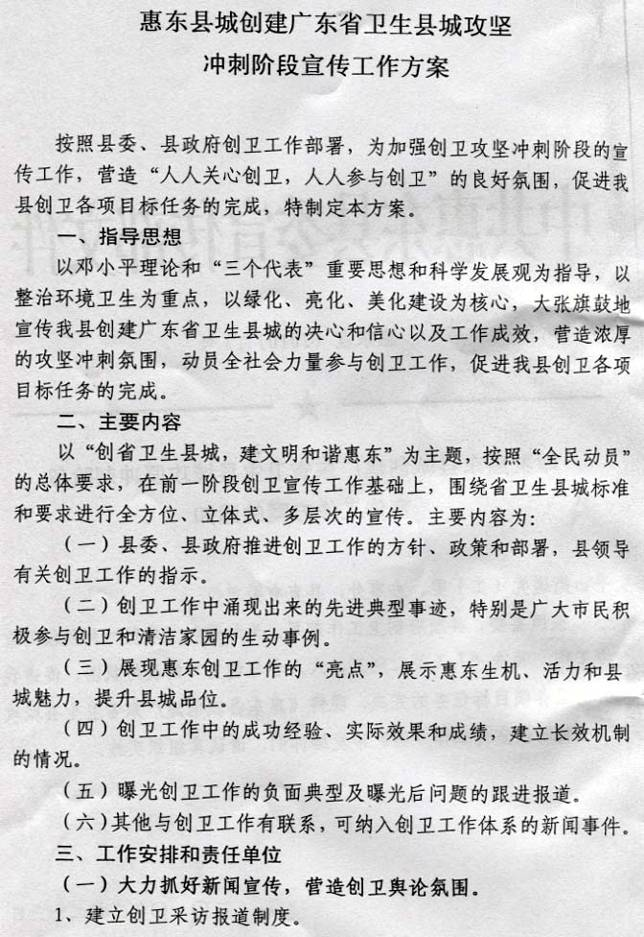 惠东县城创建广东省卫生县城攻坚
冲刺阶段宣传工作方案
按照县委、县政府创卫工作部署，为加强创卫攻坚冲刺阶段的宣
传工作，营造“人人关心创卫，人人参与创卫”的良好氛围，促进我
县创卫各项目标任务的完成，特制定本方案。
一、指导思想
以邓小平理论和“三个代表”重要思想和科学发展观为指导，以
整治环境卫生为重点，以绿化、亮化、美化建设为核心，大张旗鼓地
宣传我县创建广东省卫生县城的决心和信心以及工作成效，营造浓厚
的攻坚冲刺氛围，动员全社会力量参与创卫工作，促进我县创卫各项
目标任务的完成。
二、主要内容
以“创省卫生县城，建文明和谐惠东”为主题，按照“全民动员”
的总体要求，在前一阶段创卫宣传工作基础上，围绕省卫生县城标准
和要求进行全方位、立体式、多层次的宣传。主要内容为：
（一）县委、县政府推进创卫工作的方针、政策和部署，县领导
有关创卫工作的指示。
（二）创卫工作中涌现出来的先进典型事迹，特别是广大市民积
极参与创卫和清洁家园的生动事例。
（三）展现惠东创卫工作的“亮点”，展示惠东生机、活力和县
城魅力，提升县城品位。
（四）创卫工作中的成功经验、实际效果和成绩，建立长效机制
的情况。
（五）曝光创卫工作的负面典型及曝光后问题的跟进报道。
（六）其他与创卫工作有联系，可纳入创卫工作体系的新闻事件。
三、工作安排和责任单位
（一）大力抓好新闻宣传，营造创卫舆论氛围。
1、建立创卫采访报道制度。